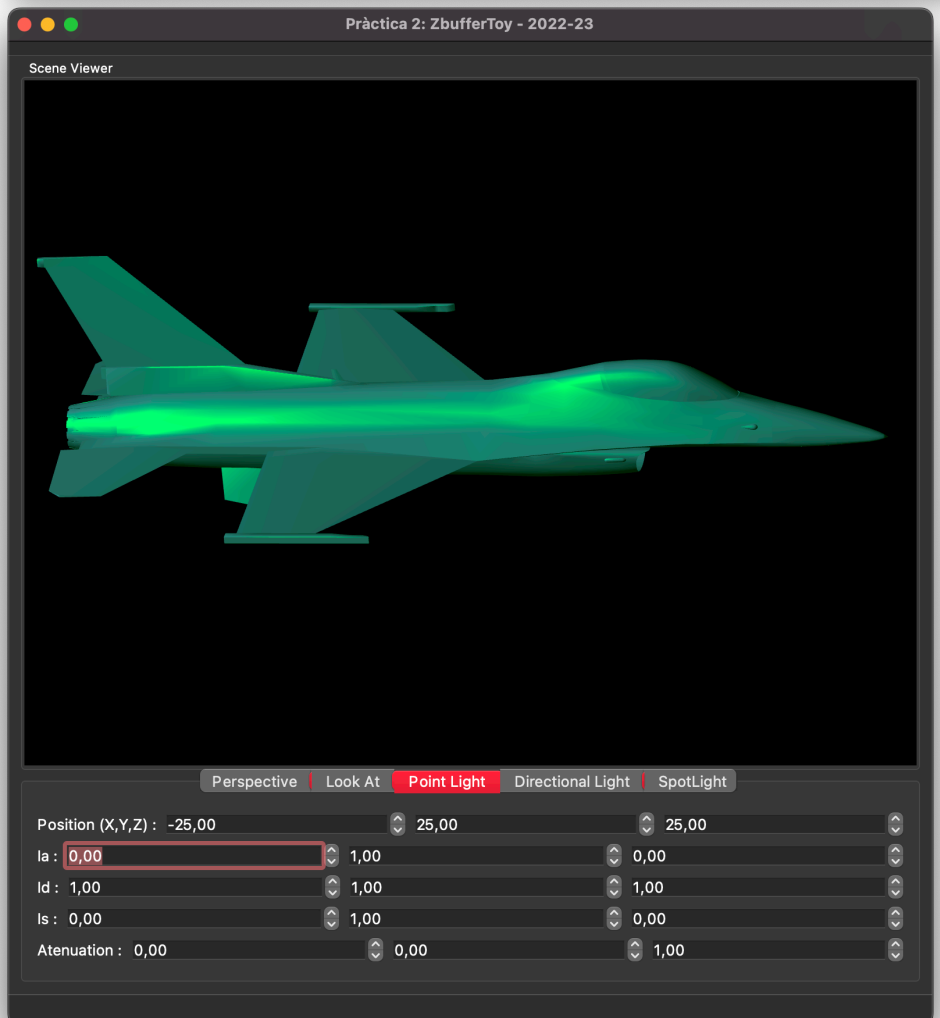 Pràctica 2: ZbufferToy - 2022-23
Scene Viewer
Perspective Look At Point Light Directional Light SpotLight
Position (X,Y,Z) : -25,00 25,00 25,00
Ia : 0,00 1,00 0,00
Id : 1,00 1,00 1,00
Is : 0,00 1,00 0,00
Atenuation : 0,00 0,00 1,00